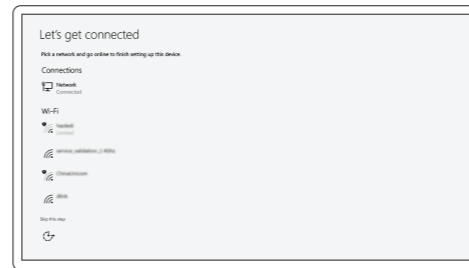 Let's get connected
Pick a network and go online to finish setting up this device.
Connections
Network
Connected
Wi-Fi
Limited
service_validation_2.4GHz
ChinaUnicom
dlink
Skip this step